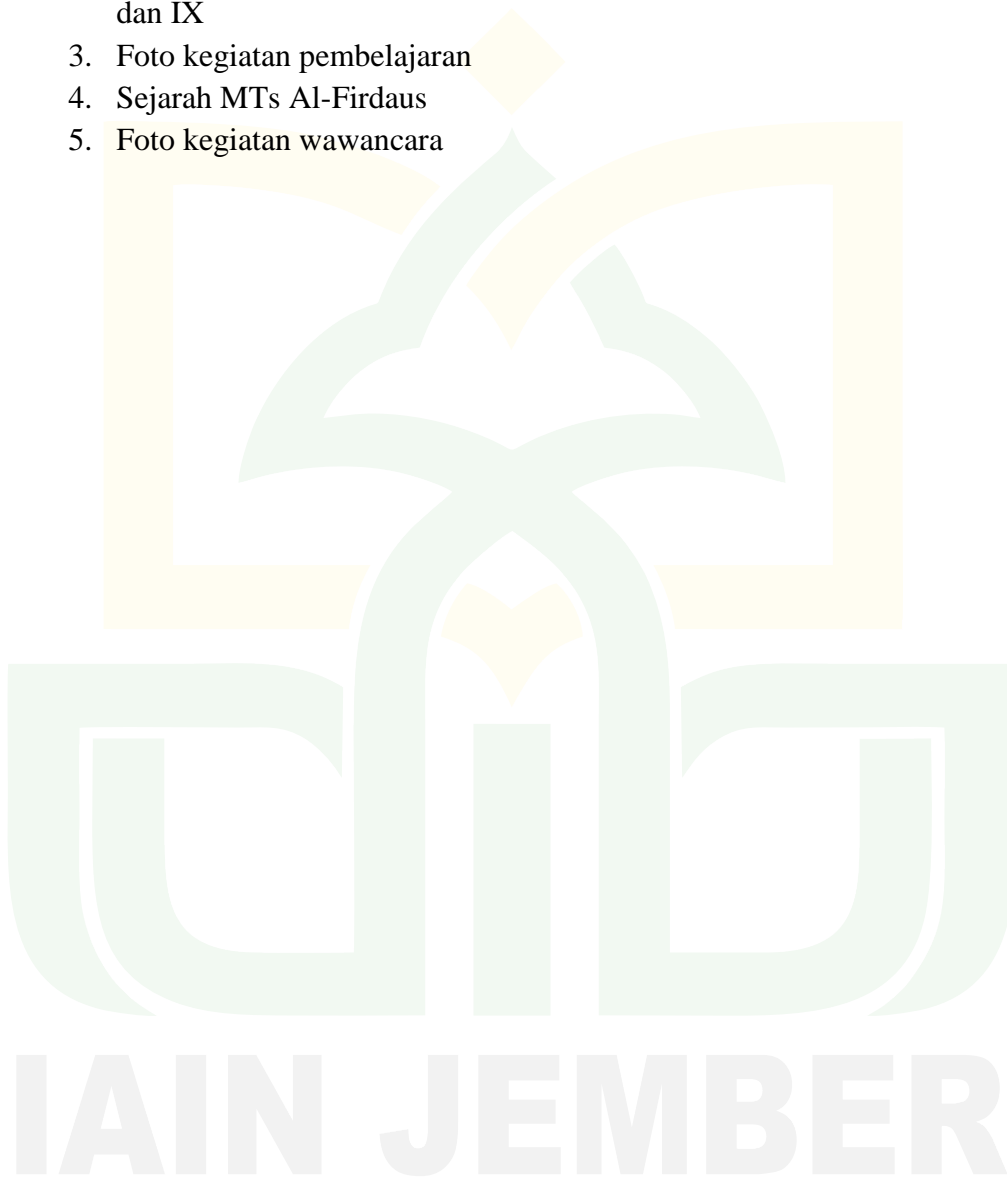 dan IX
3. Foto kegiatan pembelajaran
4. Sejarah MTs Al-Firdaus
5. Foto kegiatan wawancara
IAIN JEMBER